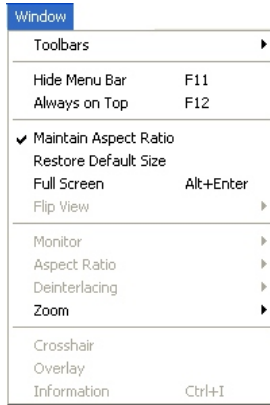 Window
Toolbars
Hide Menu Bar F11
Always on Top F12
Maintain Aspect Ratio
Restore Default Size
Full Screen Alt+Enter
Flip View
Monitor
Aspect Ratio
Deinterlacing
Zoom
Crosshair
Overlay
Information Ctrl+I